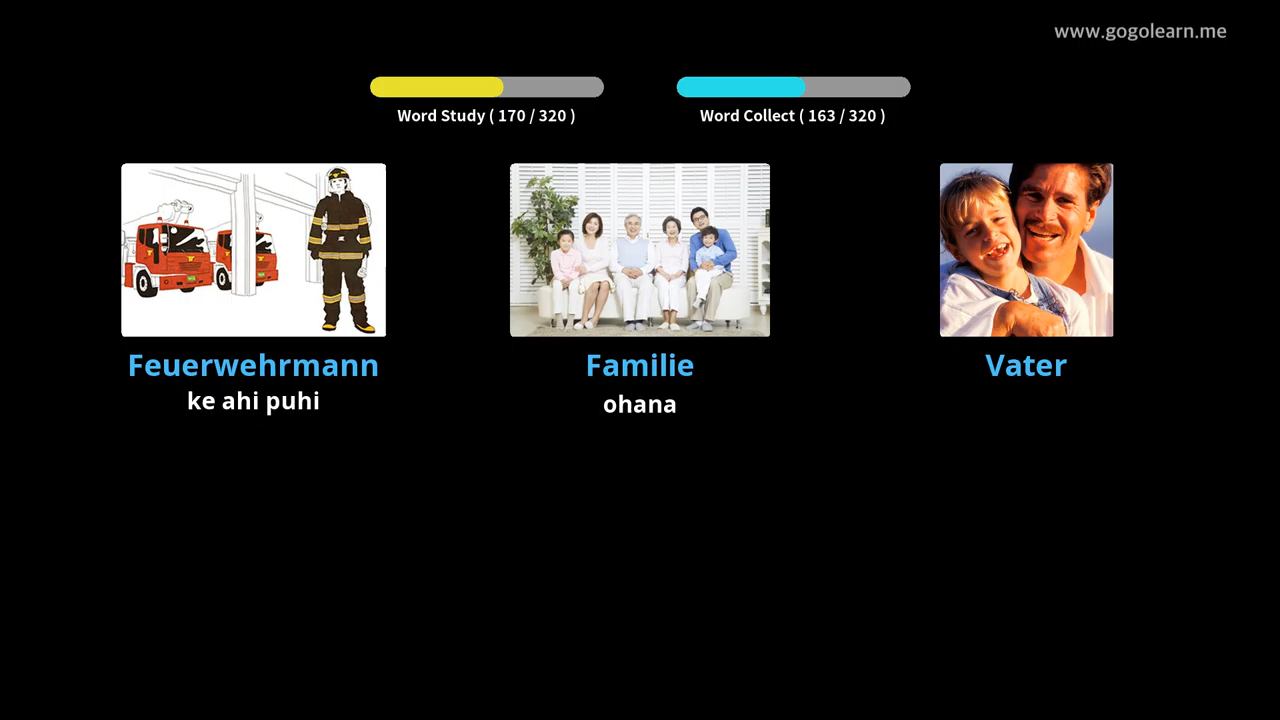 www.gogolearn.me
Word Study ( 170 / 320 )
Word Collect ( 163 / 320 )
Feuerwehrmann
ke ahi puhi
Familie
ohana
Vater